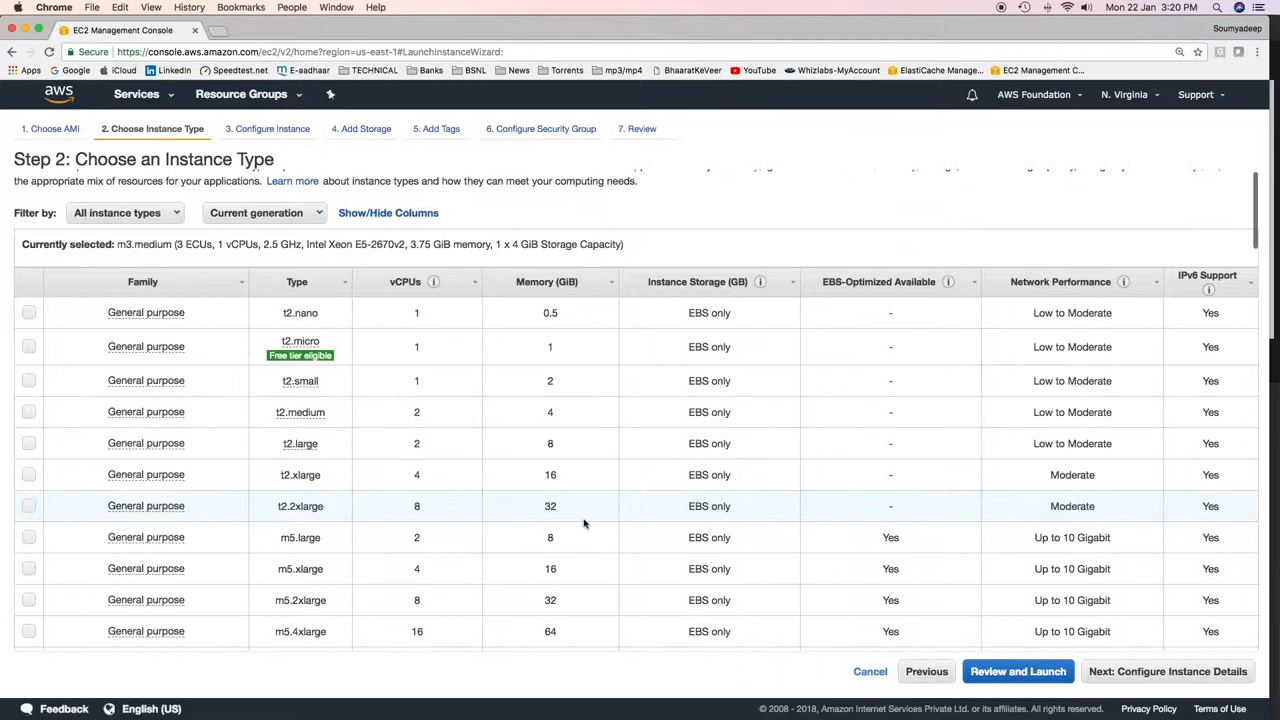 Chrome File Edit View History Bookmarks People Window Help Mon 22 Jan 3:20 PM
EC2 Management Console Soumyadeep
Secure https://console.aws.amazon.com/ec2/v2/home?region=us-east-1#LaunchInstanceWizard:
Apps Google iCloud LinkedIn Speedtest.net E-aadhaar TECHNICAL Banks BSNL News Torrents mp3/mp4 BhaaratKeVeer YouTube Whizlabs-MyAccount ElastiCache Manage... EC2 Management C...
aws Services Resource Groups AWS Foundation N. Virginia Support
1. Choose AMI 2. Choose Instance Type 3. Configure Instance 4. Add Storage 5. Add Tags 6. Configure Security Group 7. Review
Step 2: Choose an Instance Type
the appropriate mix of resources for your applications. Learn more about instance types and how they can meet your computing needs.
Filter by: All instance types Current generation Show/Hide Columns
Currently selected: m3.medium (3 ECUs, 1 vCPUs, 2.5 GHz, Intel Xeon E5-2670v2, 3.75 GiB memory, 1 x 4 GiB Storage Capacity)
Family Type vCPUs Memory (GiB) Instance Storage (GB) EBS-Optimized Available Network Performance IPv6 Support
General purpose t2.nano 1 0.5 EBS only - Low to Moderate Yes
General purpose t2.micro 1 1 EBS only - Low to Moderate Yes
Free tier eligible
General purpose t2.small 1 2 EBS only - Low to Moderate Yes
General purpose t2.medium 2 4 EBS only - Low to Moderate Yes
General purpose t2.large 2 8 EBS only - Low to Moderate Yes
General purpose t2.xlarge 4 16 EBS only - Moderate Yes
General purpose t2.2xlarge 8 32 EBS only - Moderate Yes
General purpose m5.large 2 8 EBS only Yes Up to 10 Gigabit Yes
General purpose m5.xlarge 4 16 EBS only Yes Up to 10 Gigabit Yes
General purpose m5.2xlarge 8 32 EBS only Yes Up to 10 Gigabit Yes
General purpose m5.4xlarge 16 64 EBS only Yes Up to 10 Gigabit Yes
Cancel Previous Review and Launch Next: Configure Instance Details
Feedback English (US) © 2008 - 2018, Amazon Internet Services Private Ltd. or its affiliates. All rights reserved. Privacy Policy Terms of Use